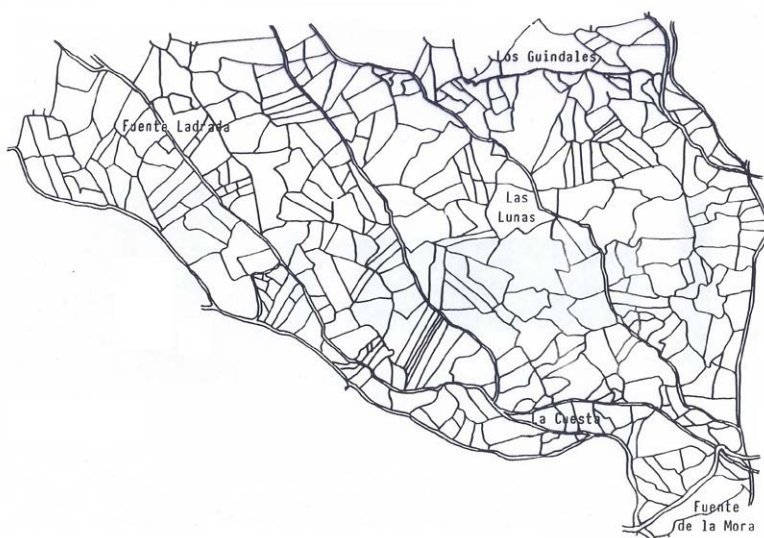 Los Guindales
Fuente Ladrada
Las
Lunas
La Cuesta
Fuente
de la Mora